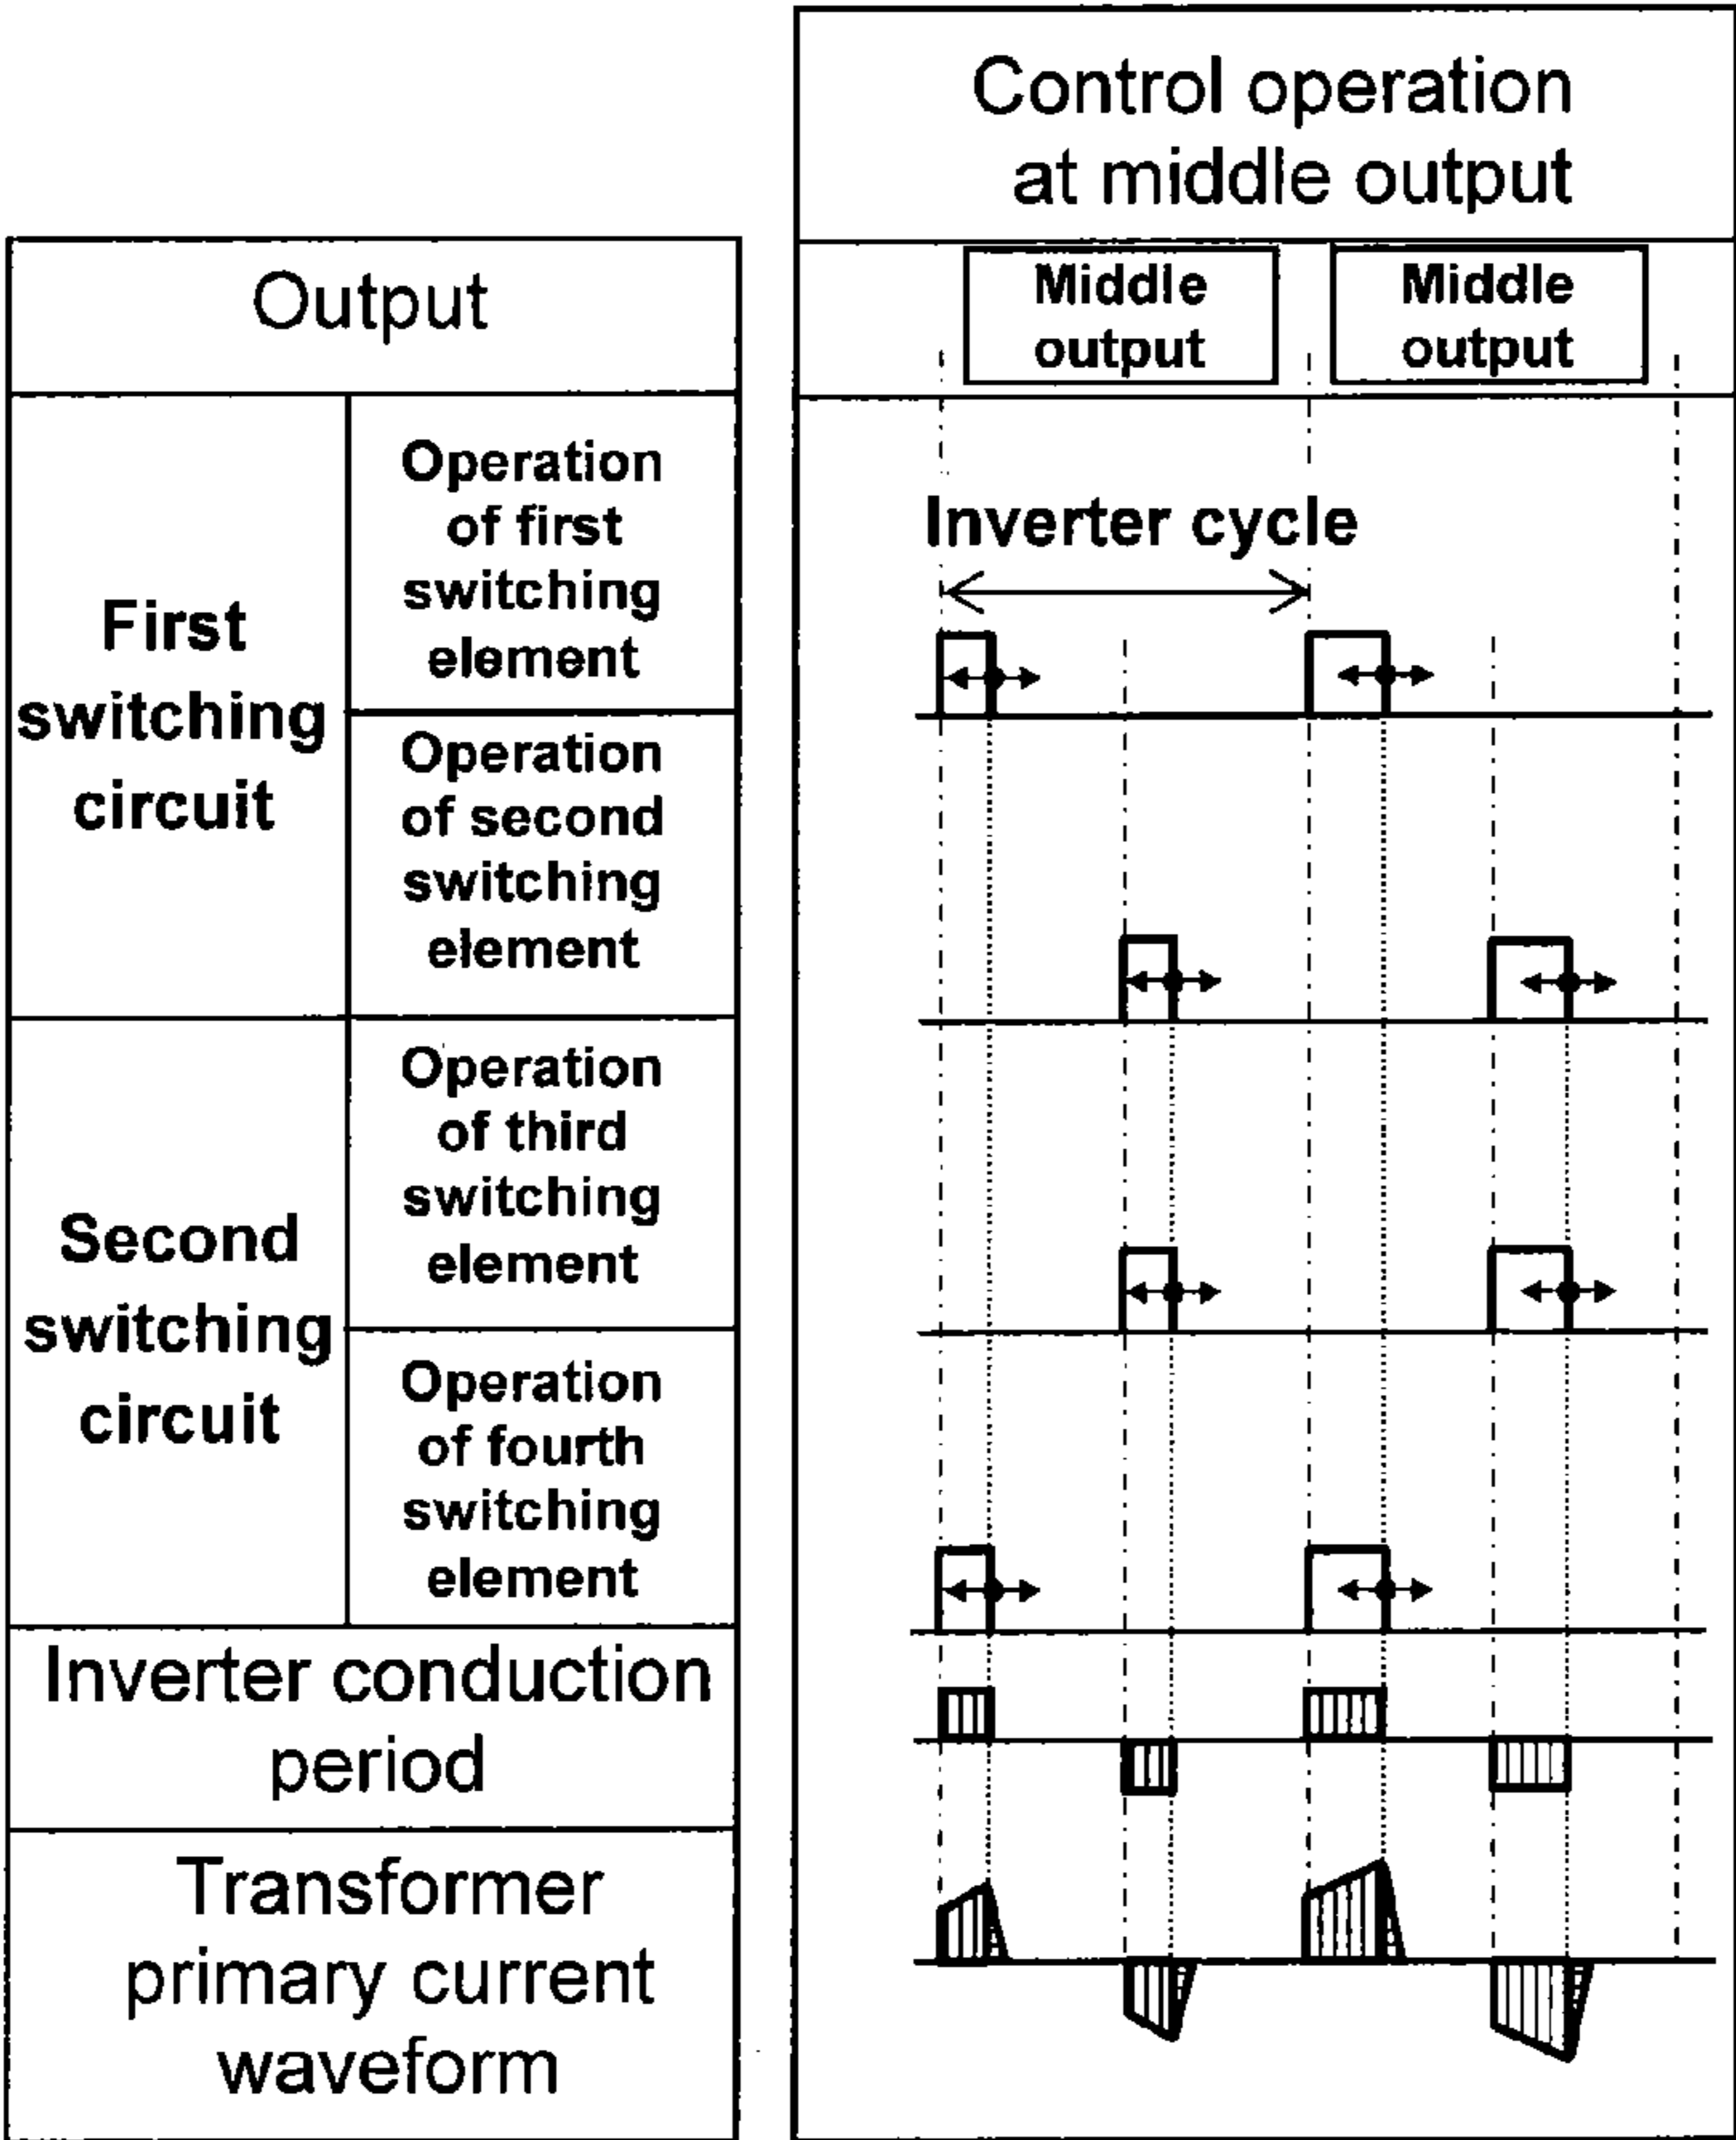 Control operation
at middle output
Output
Middle
output
Middle
output
First
switching
circuit
Operation
of first
switching
element
Inverter cycle
Operation
of second
switching
element
Second
switching
circuit
Operation
of third
switching
element
Operation
of fourth
switching
element
Inverter conduction
period
Transformer
primary current
waveform